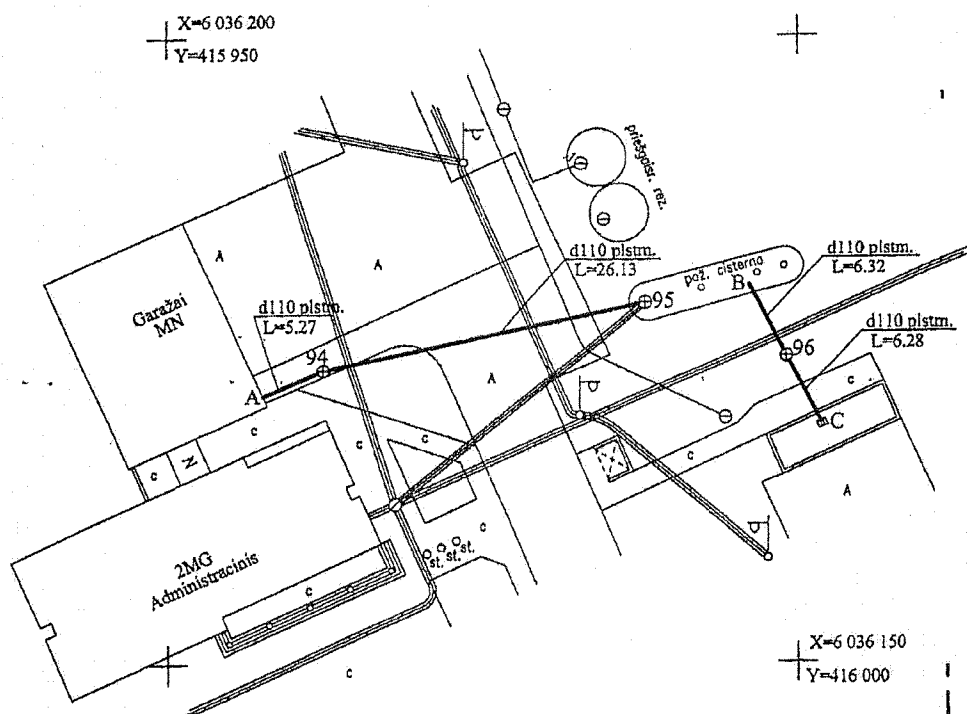 X=6 036 200
Y=415 950
priešgaisr. rez.
d110 plstm.
L=26.13
d110 plstm.
L=6.32
pož. cisterna
B
95
A
A
Garažai
MN
d110 plstm.
L=5.27
94
96
d110 plstm.
L=6.28
A
A
c
c
c
c
C
c
c
N
c
A
2MG
Administracinis
c
c
st. st. st.
c
X=6 036 150
Y=416 000